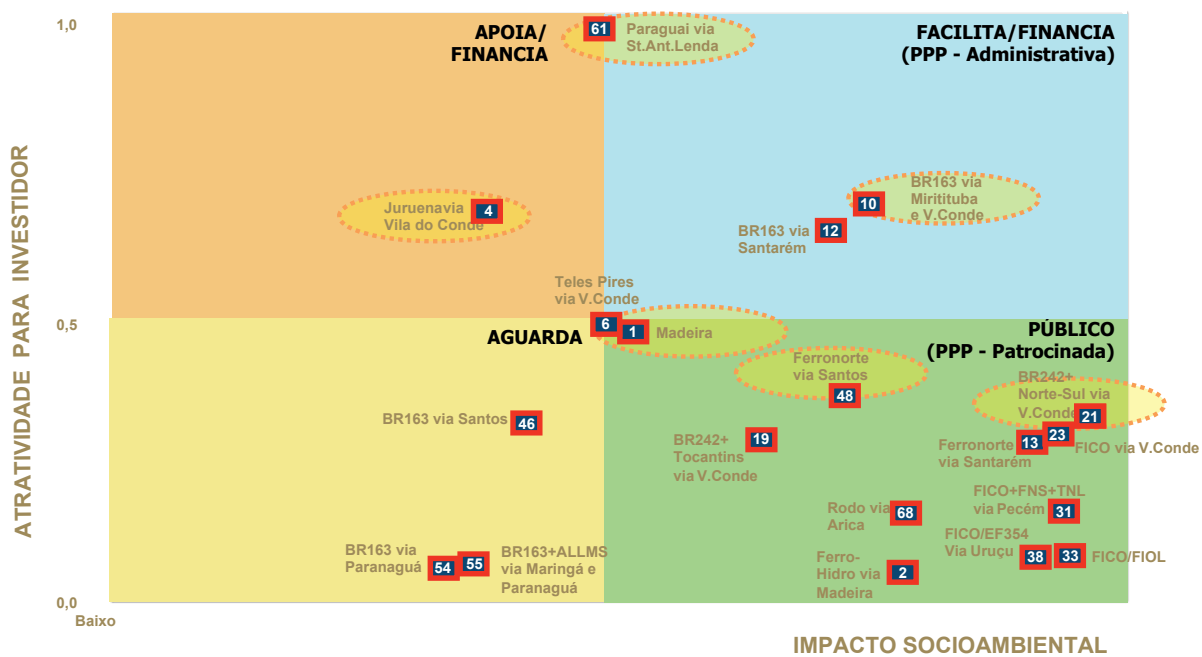 1,0
APOIA/
FINANCIA
61
Paraguai via
St.Ant.Lenda
FACILITA/FINANCIA
(PPP - Administrativa)
ATRATIVIDADE PARA INVESTIDOR
Juruenavia
Vila do Conde
4
10
BR163 via
Miritituba
e V.Conde
12
BR163 via
Santarém
Teles Pires
via V.Conde
0,5
AGUARDA
6
1
Madeira
PÚBLICO
(PPP - Patrocinada)
Ferronorte
via Santos
48
BR242+
Norte-Sul via
V.Conde
21
BR163 via Santos
46
BR242+
Tocantins
via V.Conde
19
Ferronorte
via Santarém
13
23
FICO via V.Conde
Rodo via
Arica
68
FICO+FNS+TNL
via Pecém
31
BR163 via
Paranaguá
54
55
BR163+ALLMS
via Maringá e
Paranaguá
Ferro-
Hidro via
Madeira
2
FICO/EF354
Via Uruçu
38
33
FICO/FIOL
0,0
Baixo
IMPACTO SOCIOAMBIENTAL